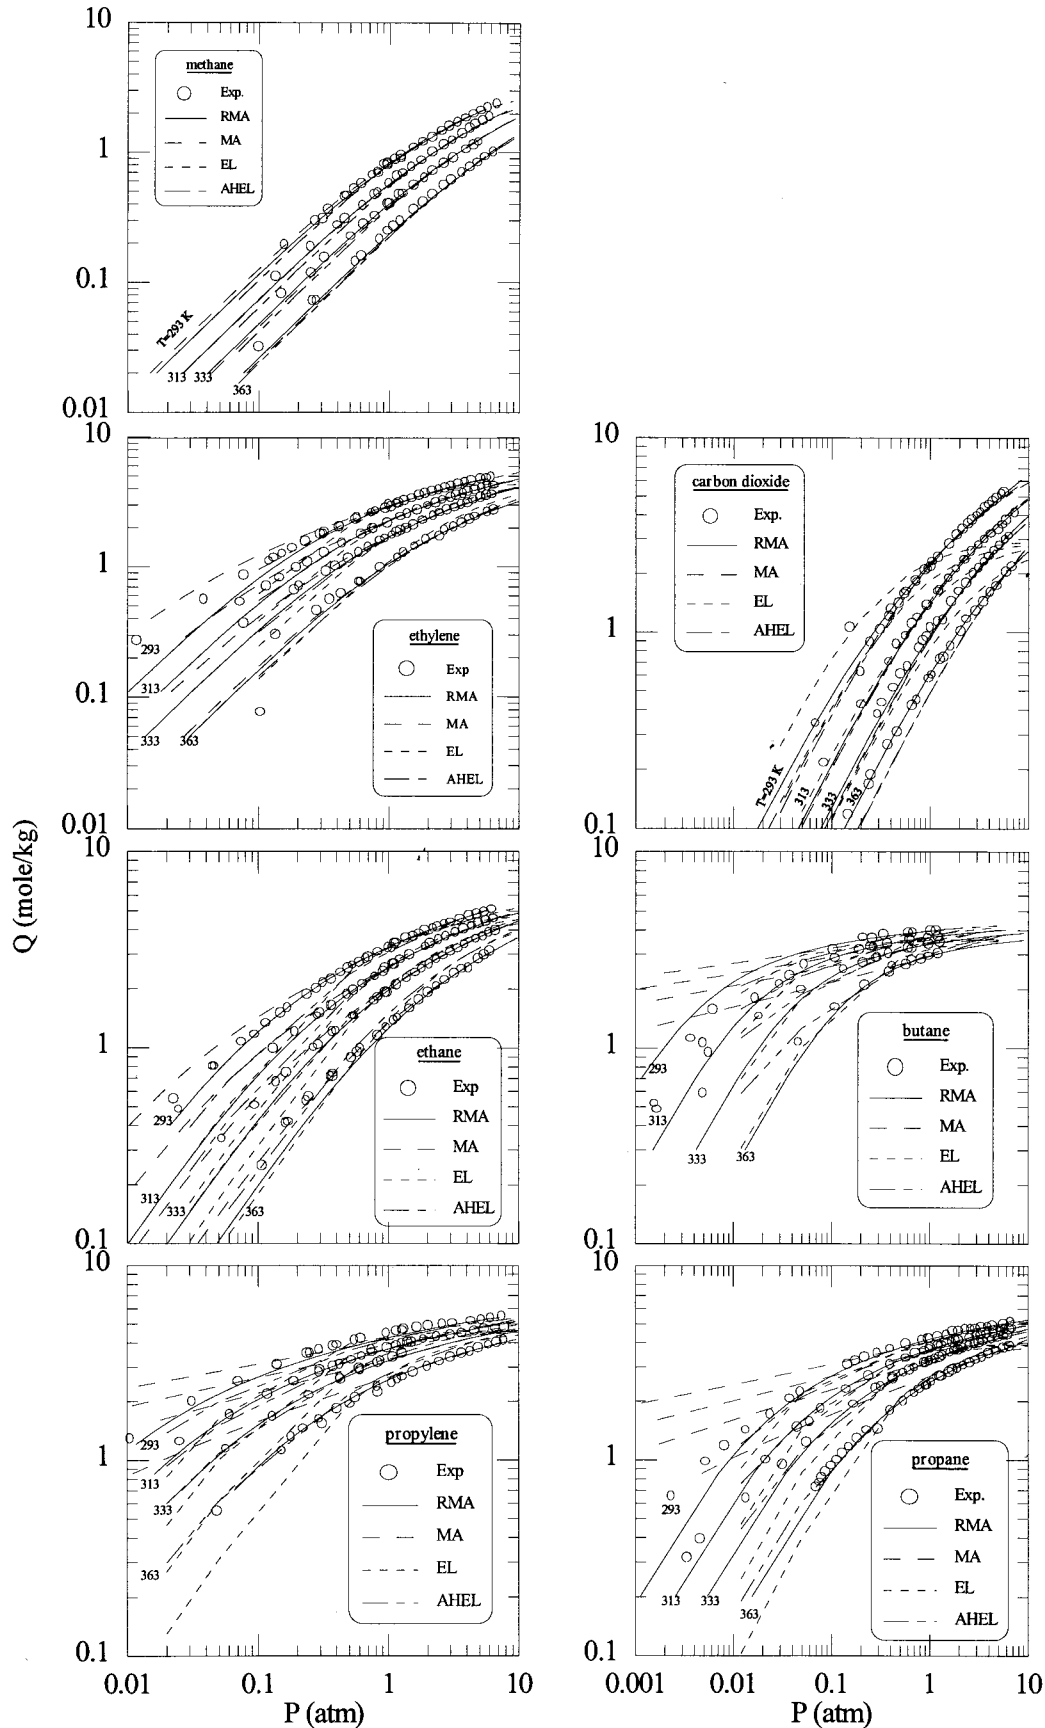 10
methane
Exp.
RMA
MA
EL
AHEL
1
0.1
T=293 K
313
333
363
0.01
10
ethylene
Exp
RMA
MA
EL
AHEL
1
0.1
293
313
333
363
0.01
10
carbon dioxide
Exp.
RMA
MA
EL
AHEL
1
T=293 K
313
333
363
0.1
Q (mole/kg)
10
ethane
Exp
RMA
MA
EL
AHEL
1
293
313
333
363
0.1
10
butane
Exp.
RMA
MA
EL
AHEL
1
293
313
333
363
0.1
10
propylene
Exp
RMA
MA
EL
AHEL
1
293
313
333
363
0.1
0.01
0.1
1
10
P (atm)
10
propane
Exp.
RMA
MA
EL
AHEL
1
293
313
333
363
0.1
0.001
0.01
0.1
1
10
P (atm)